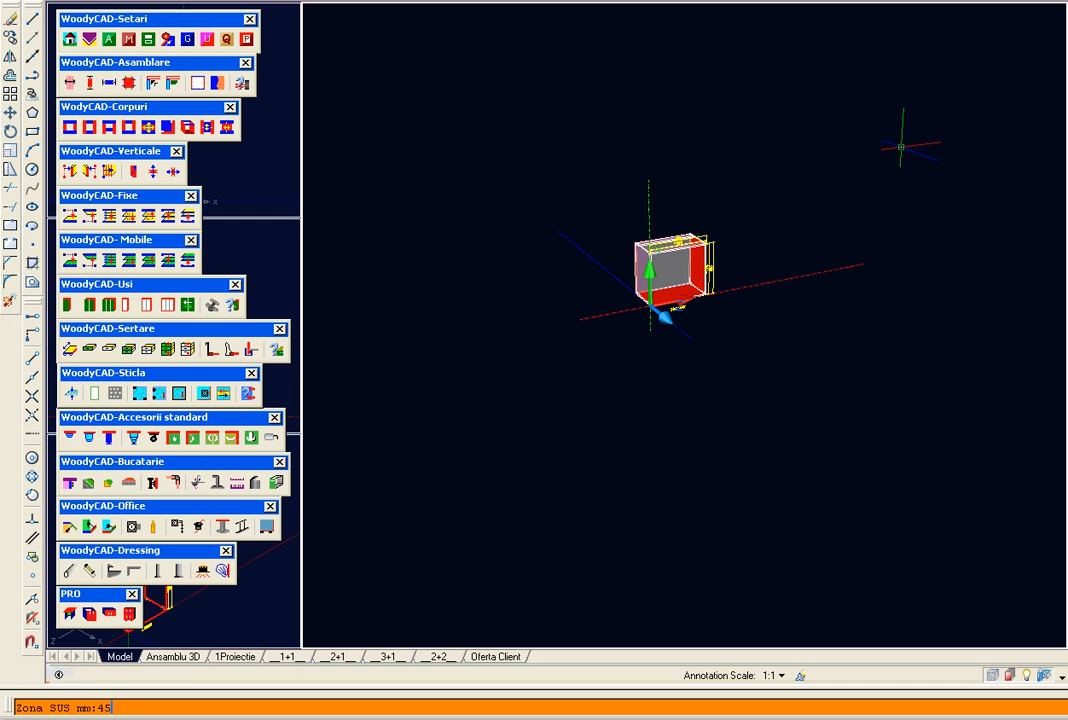 WoodyCAD-Setari
WoodyCAD-Asamblare
WodyCAD-Corpuri
WoodyCAD-Verticale
WoodyCAD-Fixe
WoodyCAD- Mobile
WoodyCAD-Usi
WoodyCAD-Sertare
WoodyCAD-Sticla
WoodyCAD-Accesorii standard
WoodyCAD-Bucatarie
WoodyCAD-Office
WoodyCAD-Dressing
PRO
Model Ansamblu 3D 1Proiectie __1+1__ __2+1__ __3+1__ __2+2__ Oferta Client
Annotation Scale: 1:1
Zona SUS mm:45